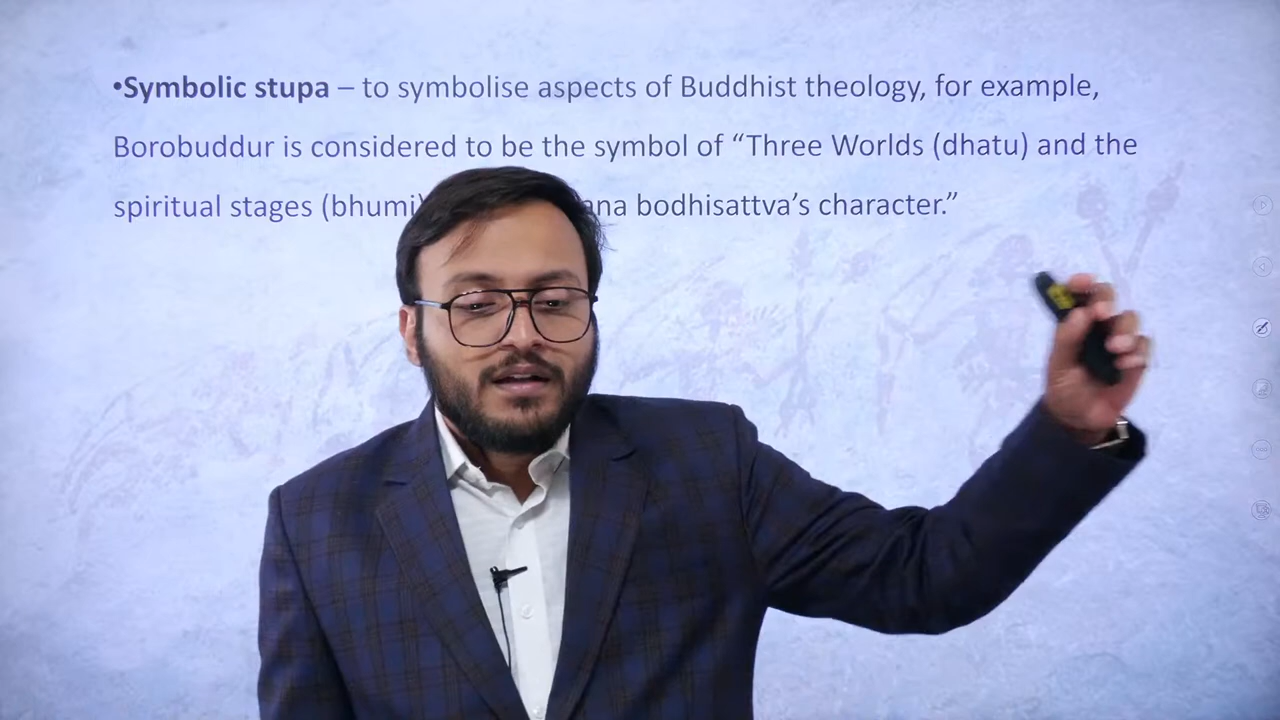 •Symbolic stupa – to symbolise aspects of Buddhist theology, for example,
Borobuddur is considered to be the symbol of “Three Worlds (dhatu) and the
spiritual stages (bhumi) bodhisattva’s character.”